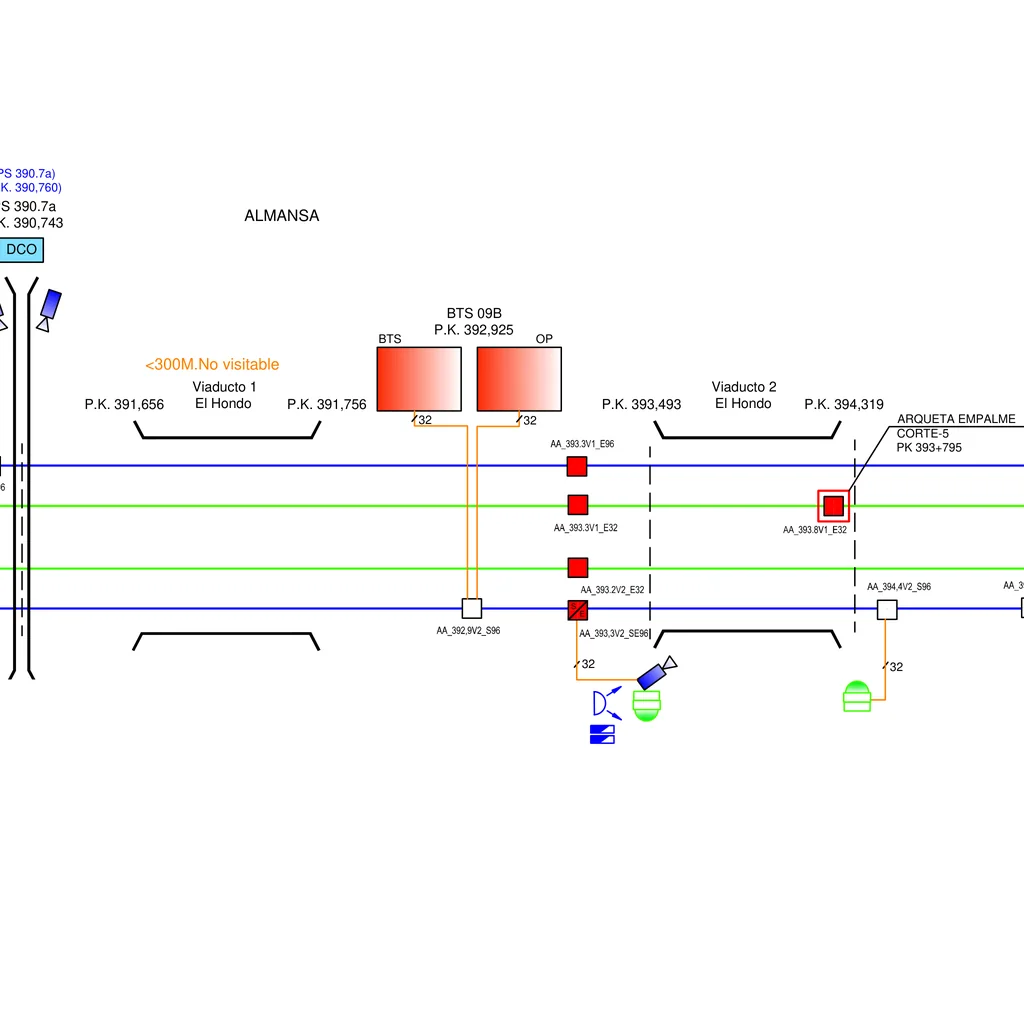 PS 390.7a)
K. 390,760)
S 390.7a
K. 390,743
DCO
ALMANSA
BTS 09B
P.K. 392,925
BTS
OP
<300M.No visitable
Viaducto 1
El Hondo
P.K. 391,656
P.K. 391,756
32
32
Viaducto 2
El Hondo
P.K. 393,493
P.K. 394,319
ARQUETA EMPALME
CORTE-5
PK 393+795
AA_393.3V1_E96
6
AA_393.3V1_E32
AA_393.8V1_E32
AA_393.2V2_E32
AA_394,4V2_S96
AA_392,9V2_S96
AA_393,3V2_SE96
32
32